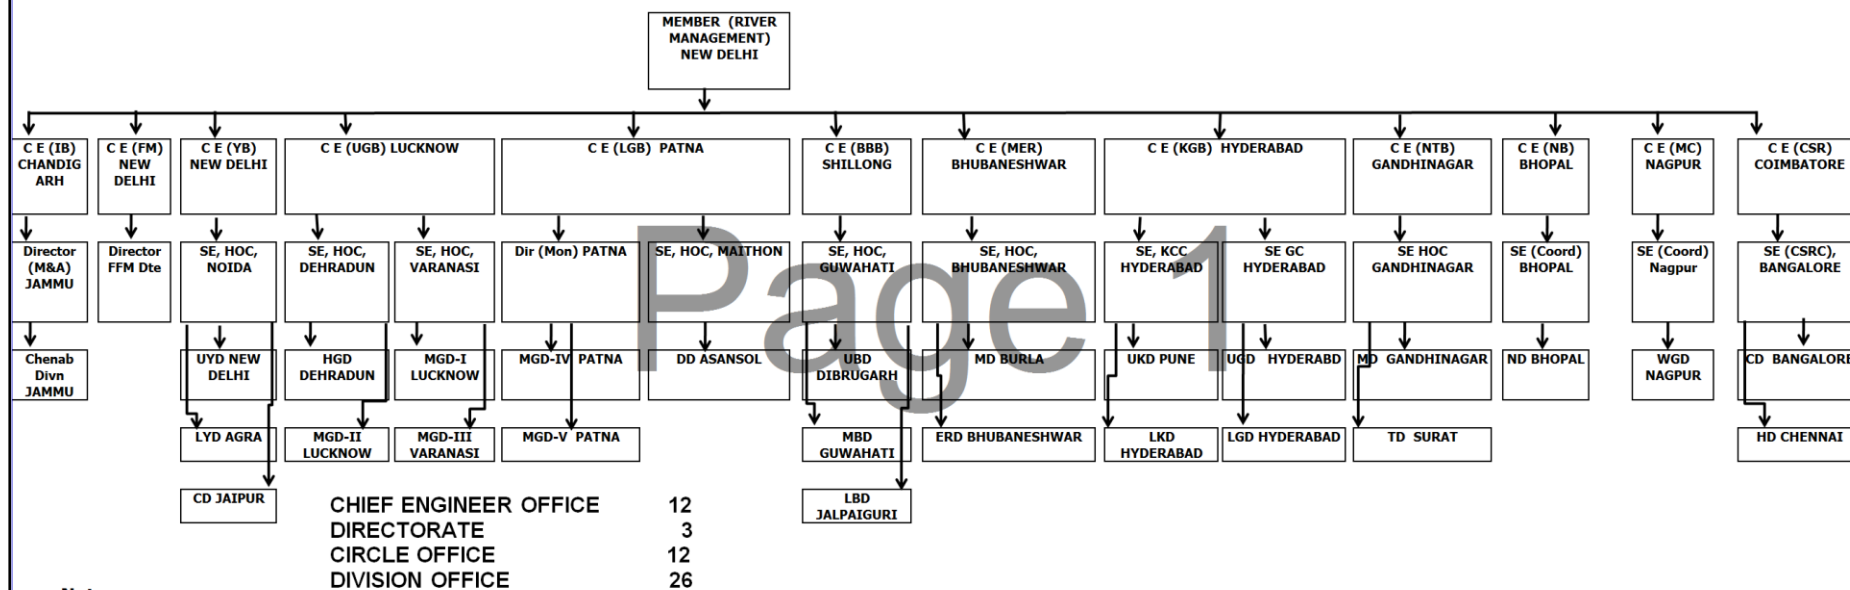 MEMBER (RIVER
MANAGEMENT)
NEW DELHI
C E (IB)
CHANDIG
ARH
C E (FM)
NEW
DELHI
C E (YB)
NEW DELHI
C E (UGB) LUCKNOW
C E (LGB) PATNA
C E (BBB)
SHILLONG
C E (MER)
BHUBANESHWAR
C E (KGB) HYDERABAD
C E (NTB)
GANDHINAGAR
C E (NB)
BHOPAL
C E (MC)
NAGPUR
C E (CSR)
COIMBATORE
Director
(M&A)
JAMMU
Director
FFM Dte
SE, HOC,
NOIDA
SE, HOC,
DEHRADUN
SE, HOC,
VARANASI
Dir (Mon) PATNA
SE, HOC, MAITHON
SE, HOC,
GUWAHATI
SE, HOC,
BHUBANESHWAR
SE, KCC
HYDERABAD
SE GC
HYDERABAD
SE HOC
GANDHINAGAR
SE (Coord)
BHOPAL
SE (Coord)
Nagpur
SE (CSRC),
BANGALORE
Page 1
Chenab
Divn
JAMMU
UYD NEW
DELHI
HGD
DEHRADUN
MGD-I
LUCKNOW
MGD-IV PATNA
DD ASANSOL
UBD
DIBRUGARH
MD BURLA
UKD PUNE
UGD HYDERABD
MD GANDHINAGAR
ND BHOPAL
WGD
NAGPUR
CD BANGALORE
LYD AGRA
MGD-II
LUCKNOW
MGD-III
VARANASI
MGD-V PATNA
MBD
GUWAHATI
ERD BHUBANESHWAR
LKD
HYDERABAD
LGD HYDERABAD
TD SURAT
HD CHENNAI
CD JAIPUR
LBD
JALPAIGURI
CHIEF ENGINEER OFFICE 12
DIRECTORATE 3
CIRCLE OFFICE 12
DIVISION OFFICE 26